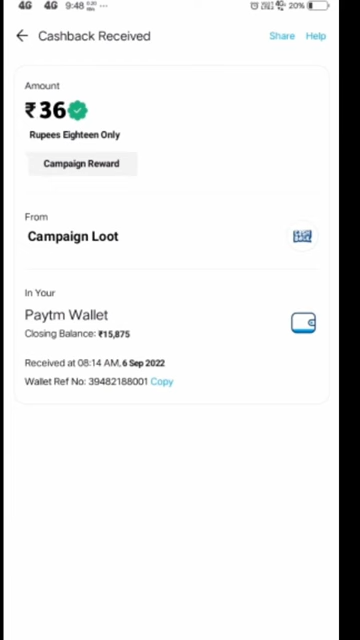 4G 4G 9:48 ...
20%
Cashback Received Share Help
Amount
₹36
Rupees Eighteen Only
Campaign Reward
From
Campaign Loot
In Your
Paytm Wallet
Closing Balance: ₹15,875
Received at 08:14 AM, 6 Sep 2022
Wallet Ref No: 39482188001 Copy